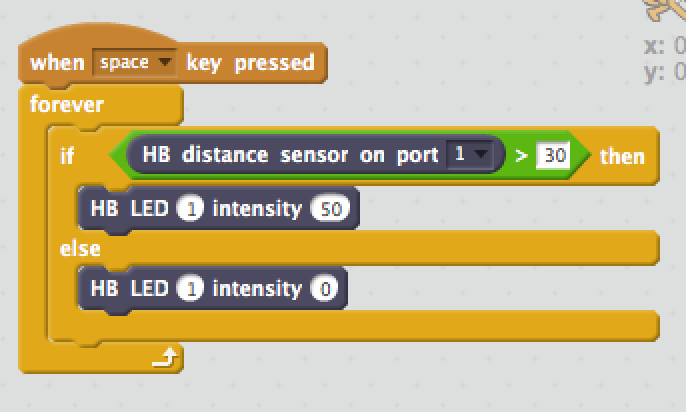 when space key pressed
x: 0
y: 0
forever
if HB distance sensor on port 1 > 30 then
HB LED 1 intensity 50
else
HB LED 1 intensity 0